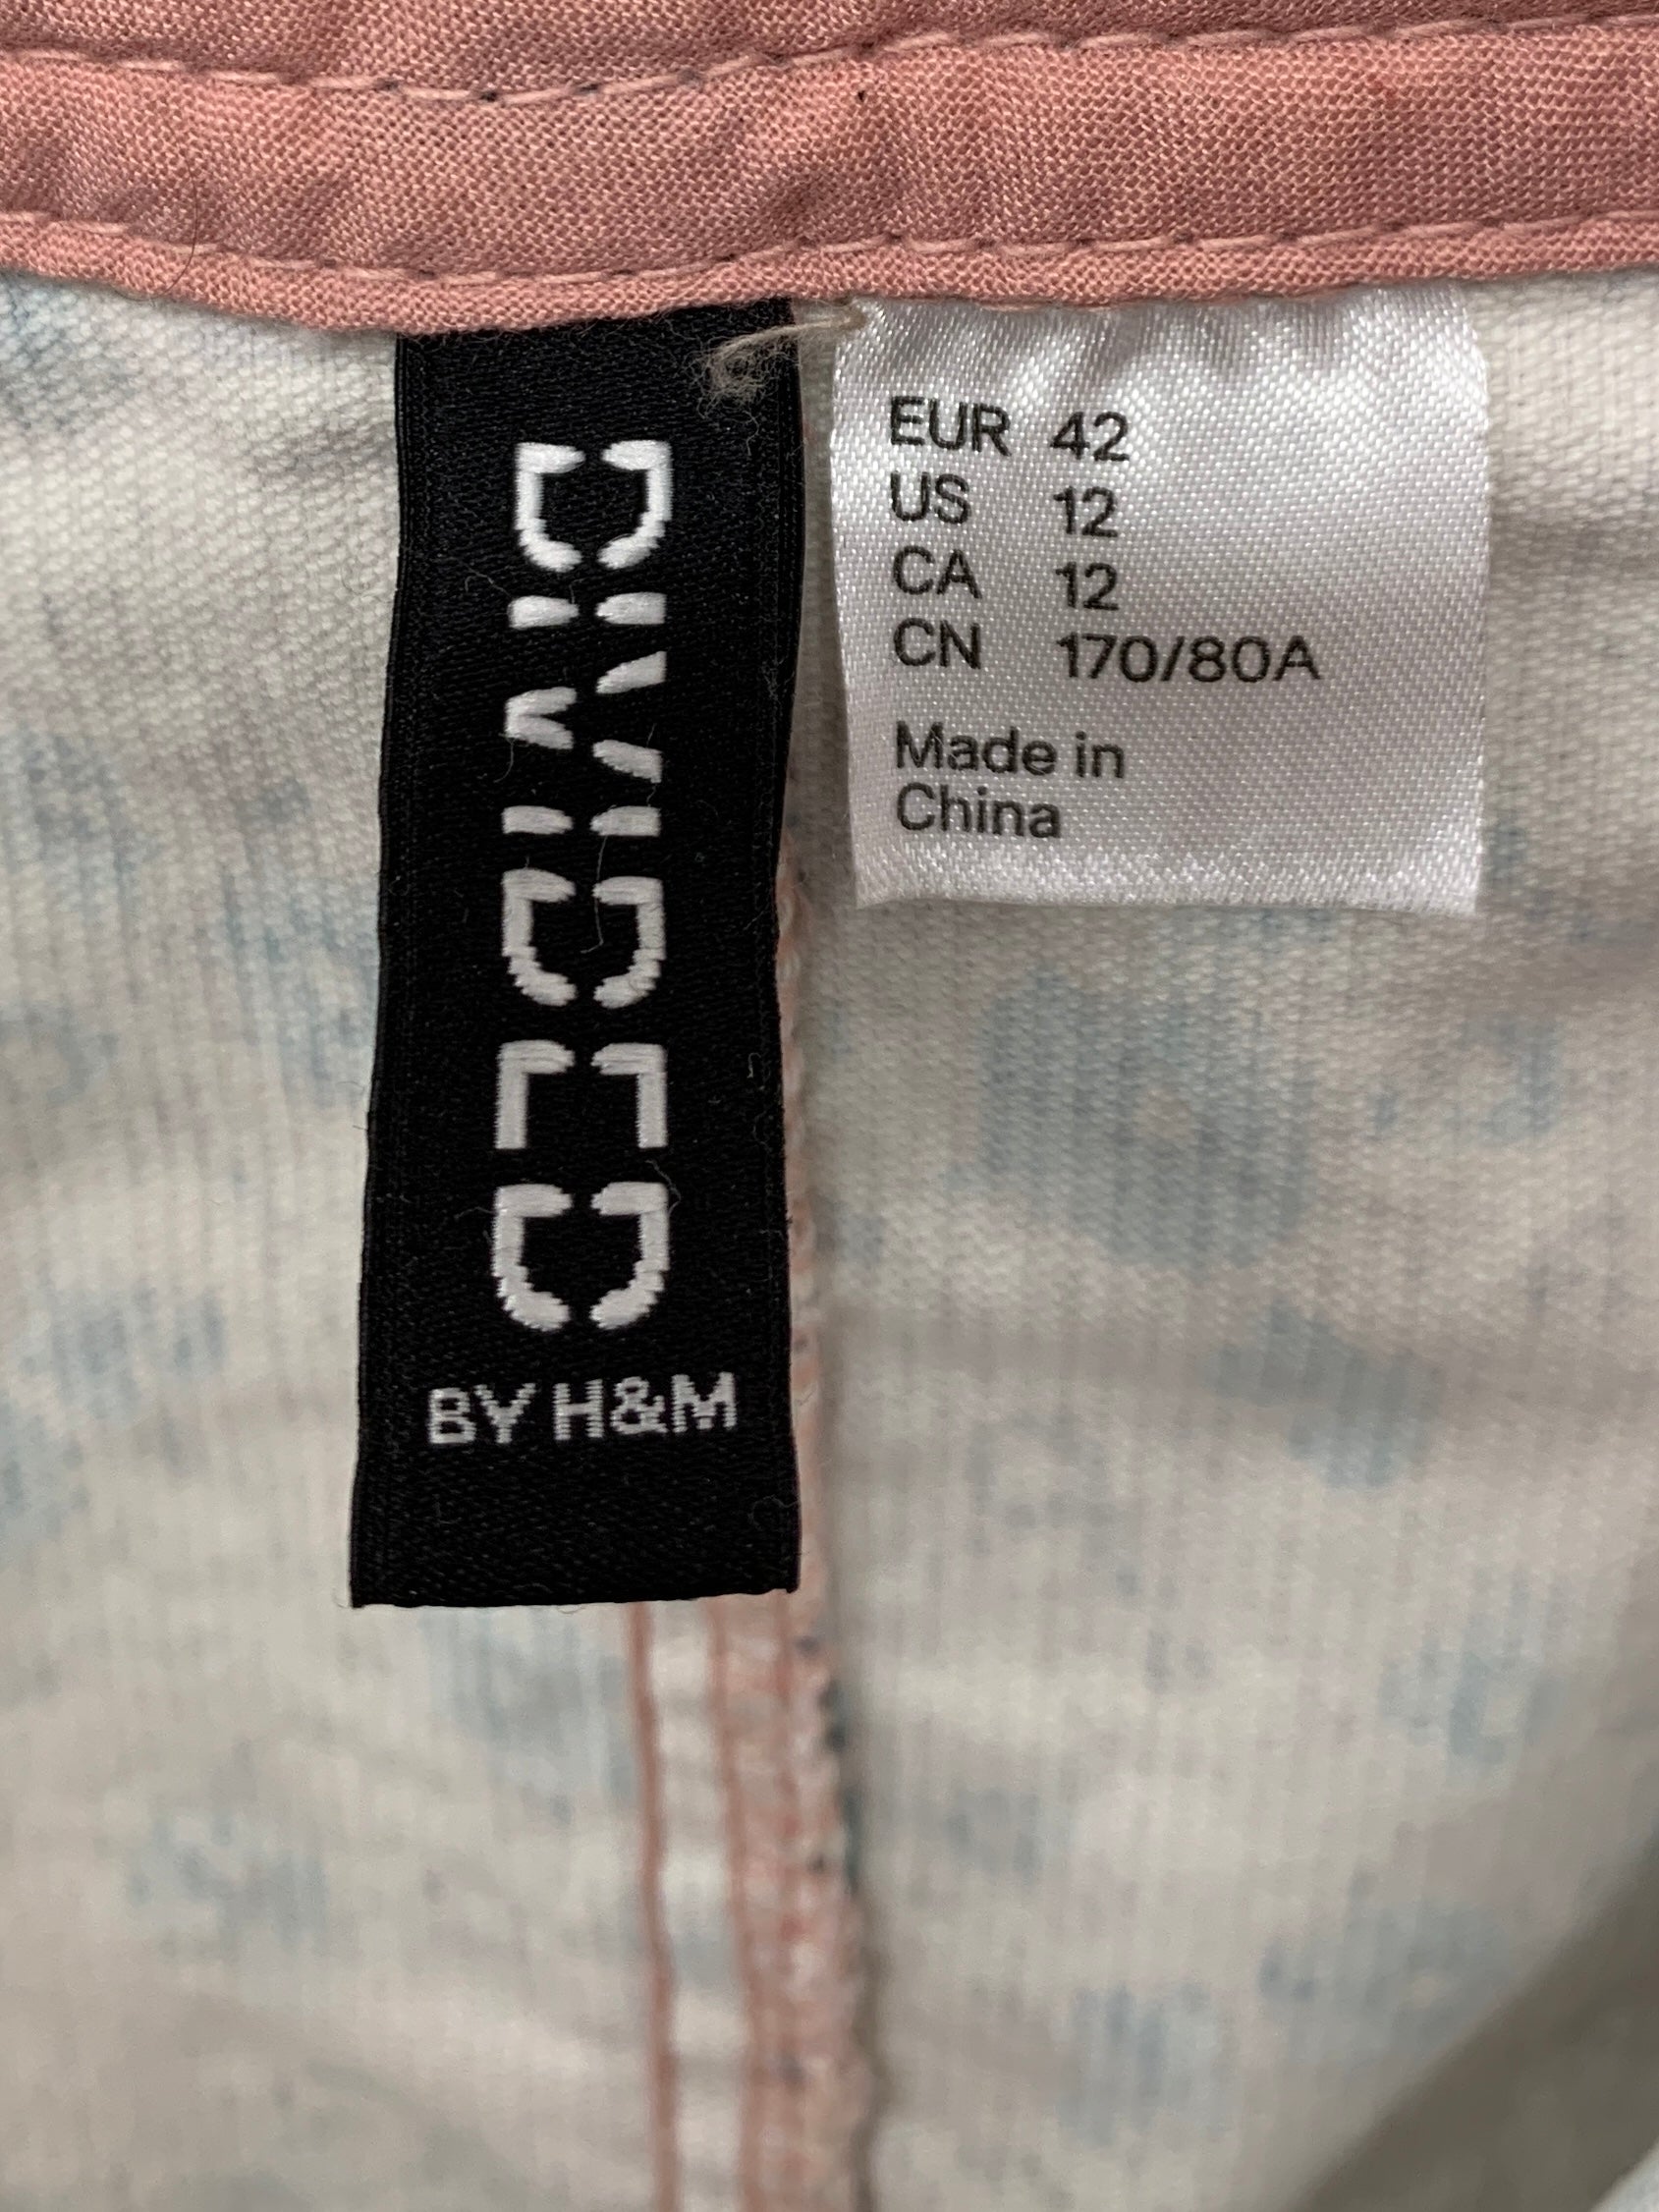 DIVIDED
BY H&M
EUR 42
US 12
CA 12
CN 170/80A
Made in
China